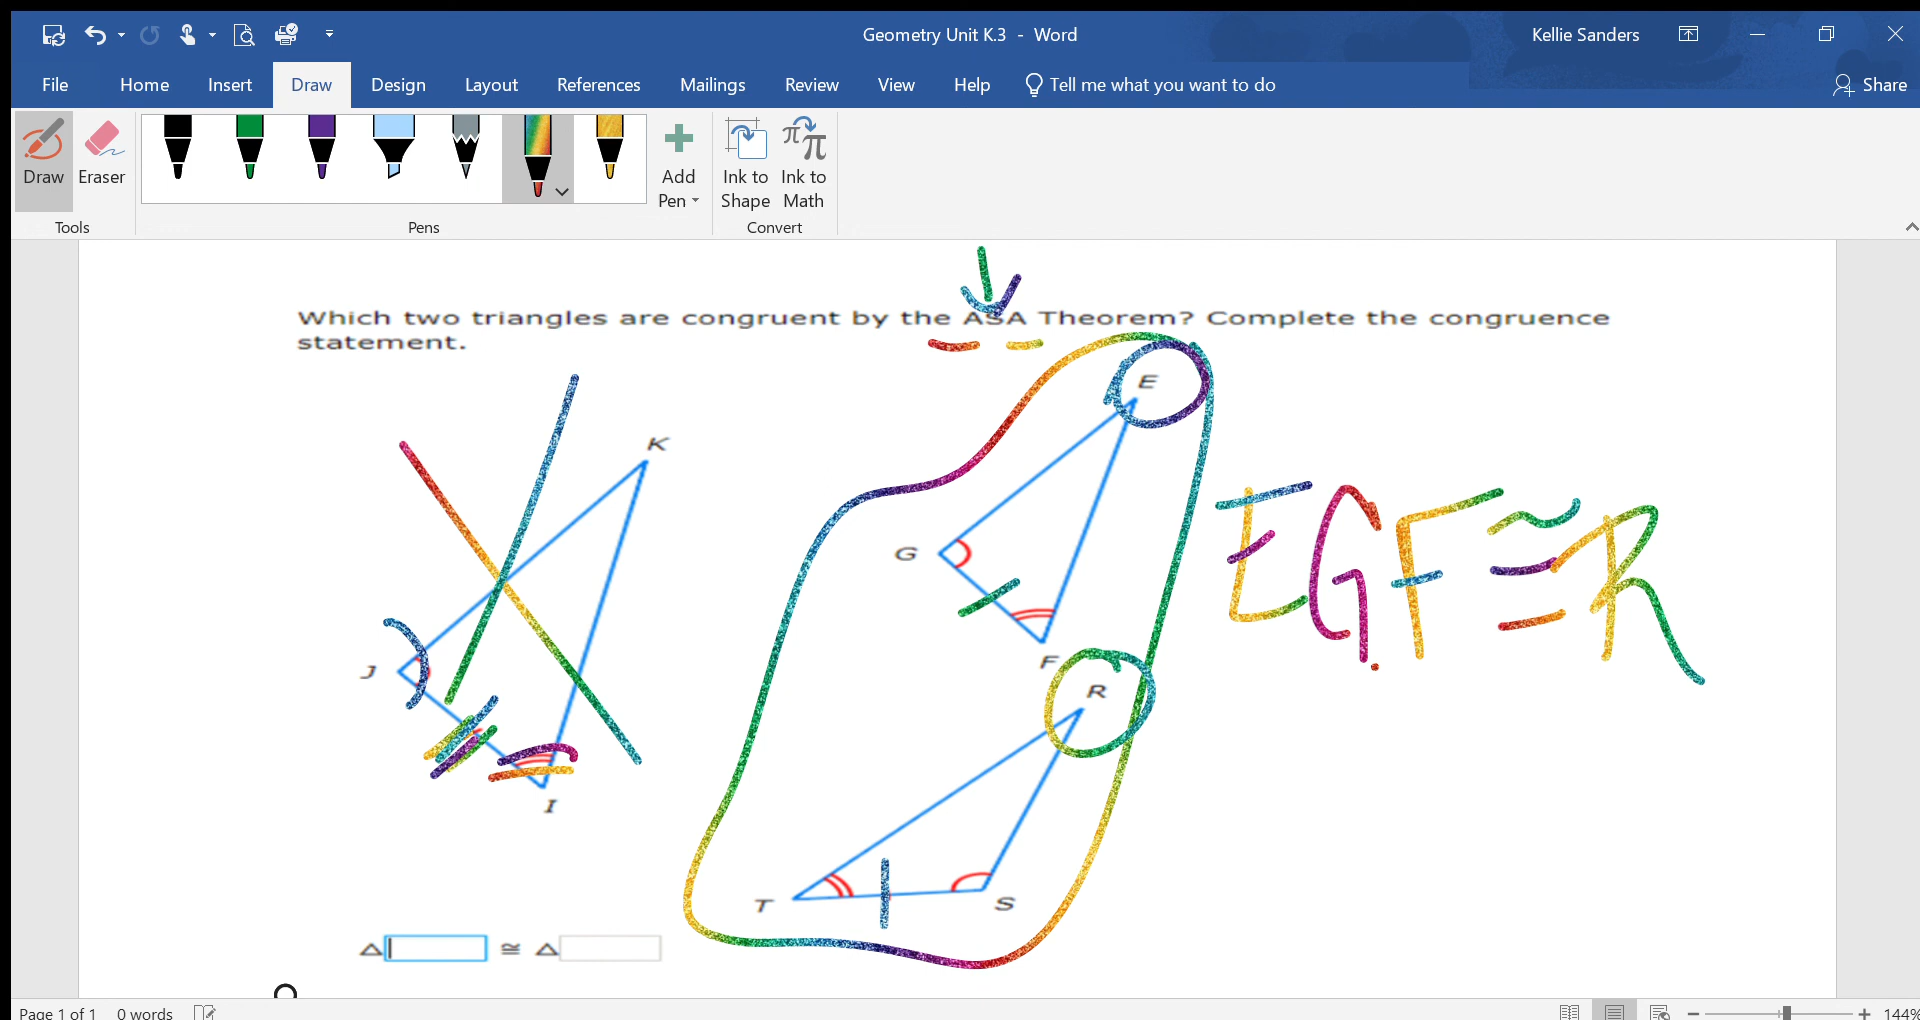 Geometry Unit K.3 - Word
Kellie Sanders
File Home Insert Draw Design Layout References Mailings Review View Help Tell me what you want to do Share
Draw Eraser Add Pen Ink to Shape Ink to Math
Tools Pens Convert
Which two triangles are congruent by the ASA Theorem? Complete the congruence
statement.
E
K
G
EGF≅R
F
J
R
I
T
S
△ ≅ △
Page 1 of 1 0 words 144%